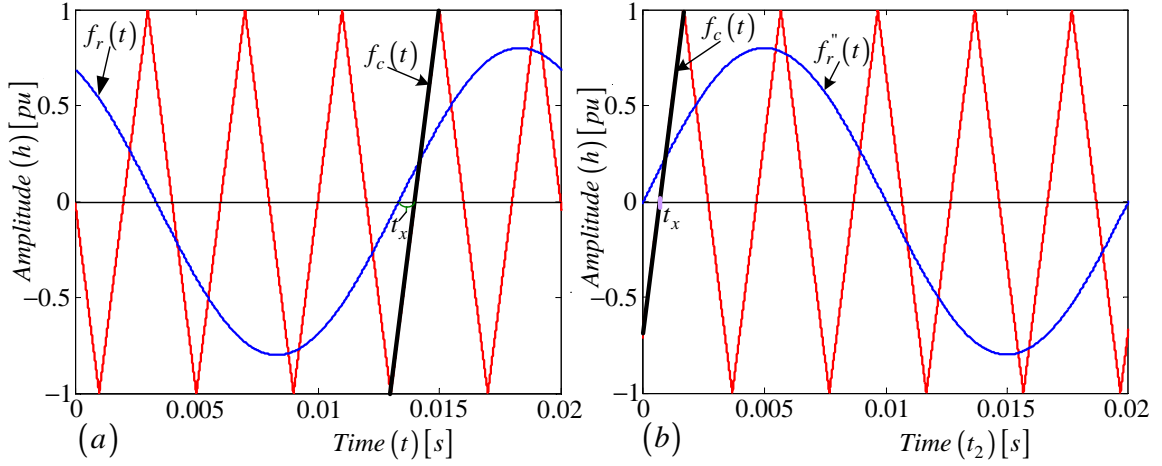 1
0.5
0
−0.5
−1
Amplitude (h) [pu]
f_r(t)
f_c(t)
t_x
0
0.005
0.01
0.015
0.02
(a)
Time (t) [s]
1
0.5
0
−0.5
−1
Amplitude (h) [pu]
f_c(t)
f_r"(t)
t_x
0
0.005
0.01
0.015
0.02
Time (t_2) [s]
(b)